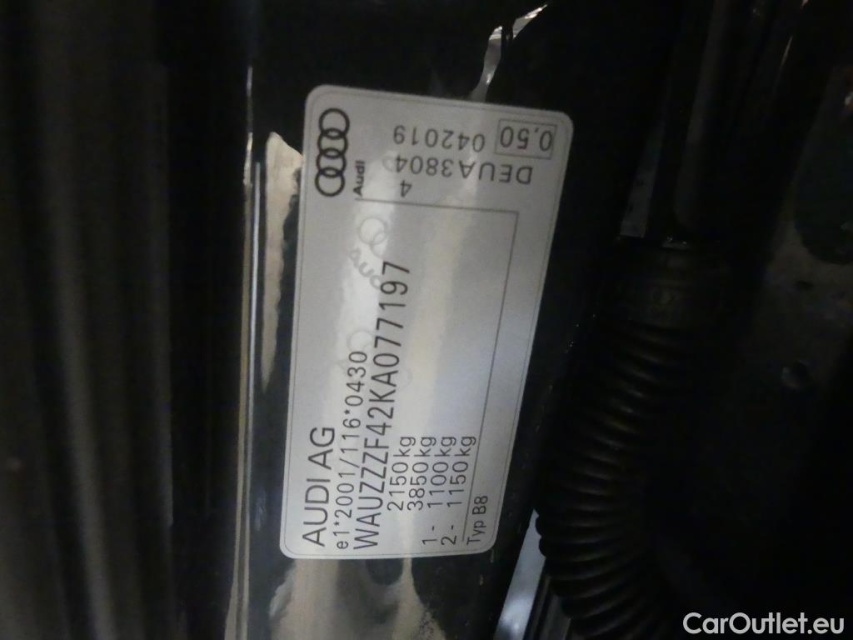 AUDI AG
e1*2001/116*0430
WAUZZZF42KA077197
2150kg
3850kg
1- 1100kg
2- 1150kg
Typ B8
Audi
DEUA3804
4
042019 0,50
CarOutlet.eu